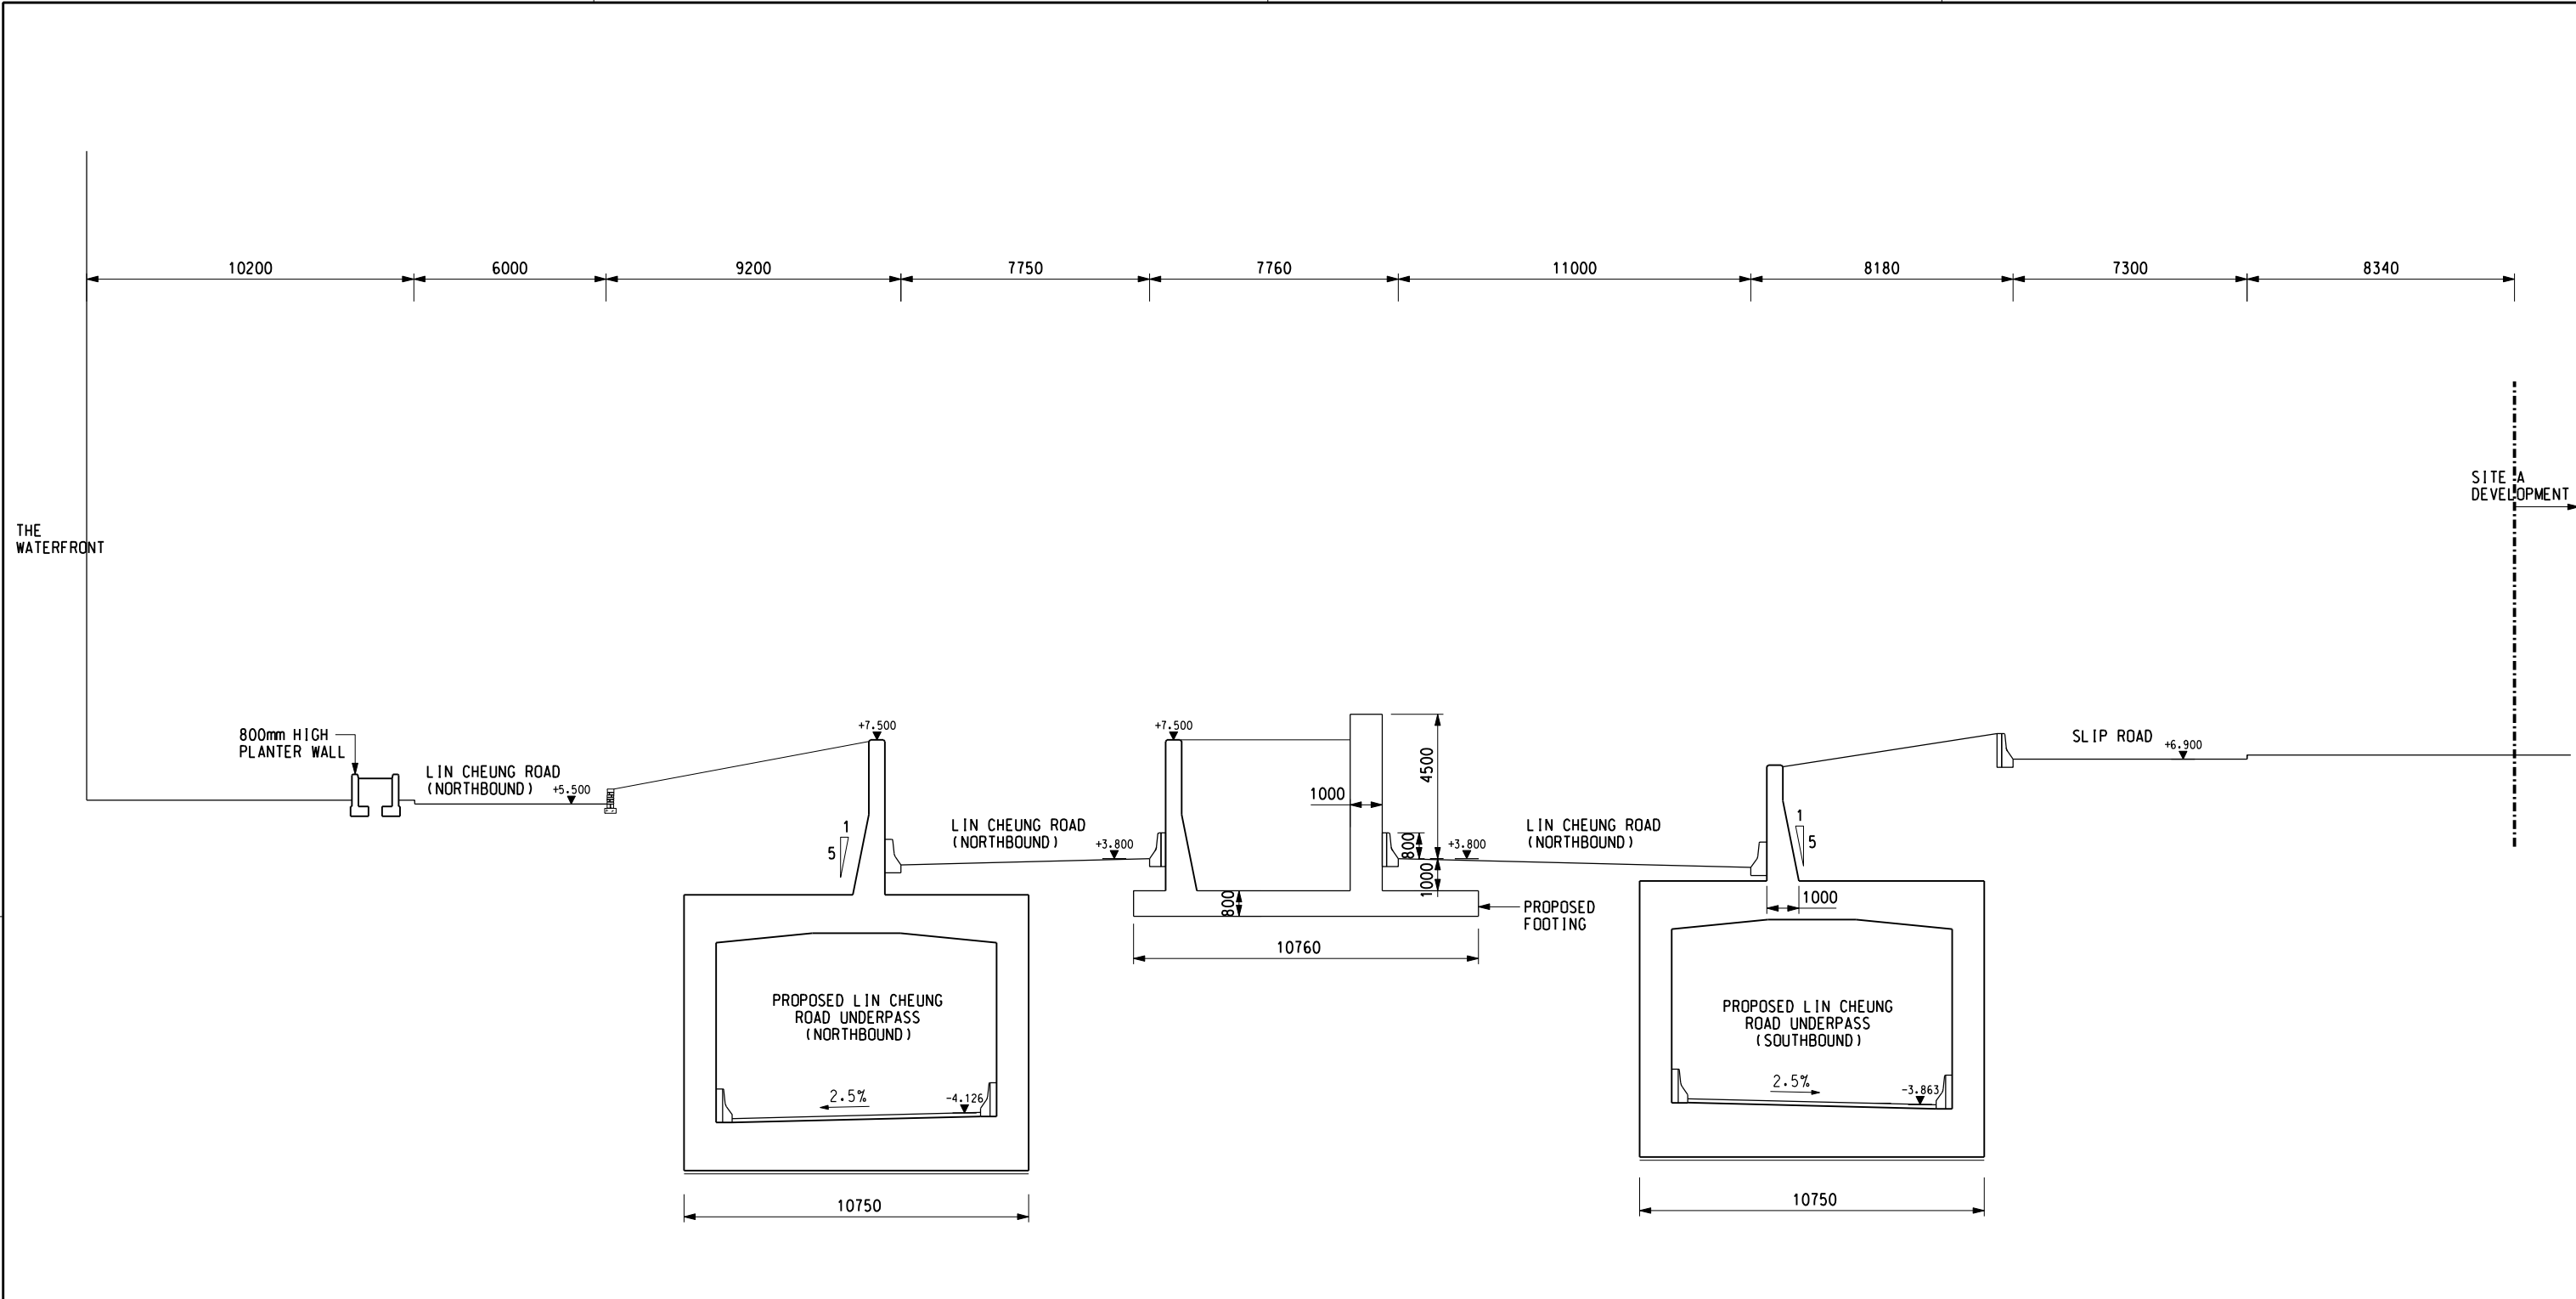 10200
6000
9200
7750
7760
11000
8180
7300
8340
SITE A
DEVELOPMENT
THE
WATERFRONT
800mm HIGH
PLANTER WALL
LIN CHEUNG ROAD
(NORTHBOUND)
+5.500
+7.500
+7.500
4500
1000
SLIP ROAD
+6.900
1
5
LIN CHEUNG ROAD
(NORTHBOUND)
+3.800
800
1000
+3.800
LIN CHEUNG ROAD
(NORTHBOUND)
1
5
800
PROPOSED
FOOTING
1000
10760
PROPOSED LIN CHEUNG
ROAD UNDERPASS
(NORTHBOUND)
2.5%
-4.126
PROPOSED LIN CHEUNG
ROAD UNDERPASS
(SOUTHBOUND)
2.5%
-3.863
10750
10750